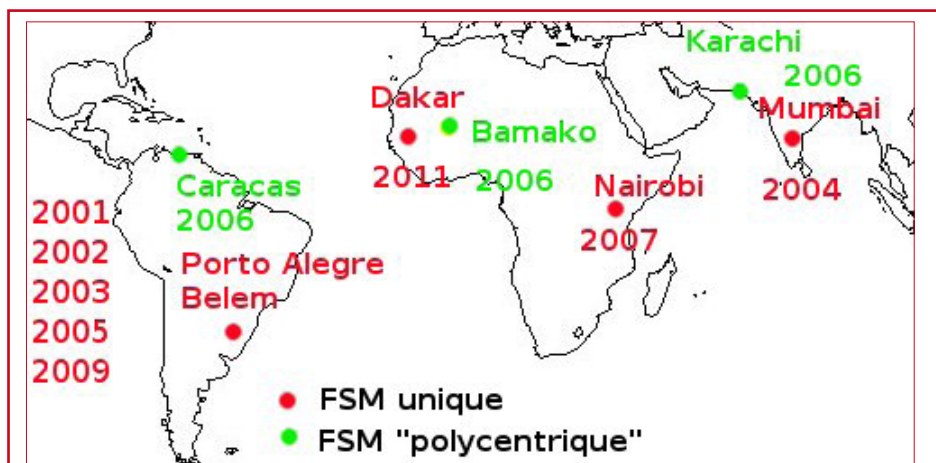 Karachi
2006
Mumbai
2004
Dakar
2011
Bamako
2006
Nairobi
2007
Caracas
2006
2001
2002
2003
2005
2009
Porto Alegre
Belem
FSM unique
FSM "polycentrique"